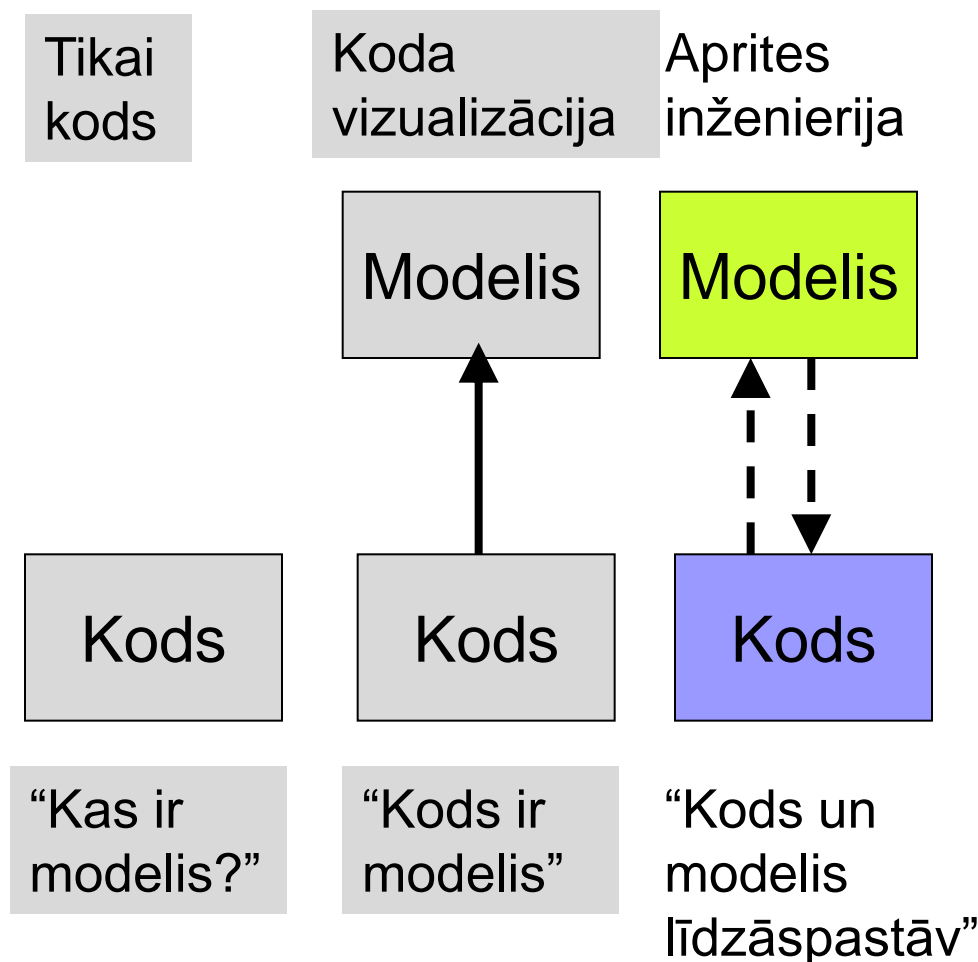 Tikai
kods
Koda
vizualizācija
Aprites
inženierija
Modelis
Modelis
Kods
Kods
Kods
“Kas ir
modelis?”
“Kods ir
modelis”
“Kods un
modelis
līdzāspastāv”